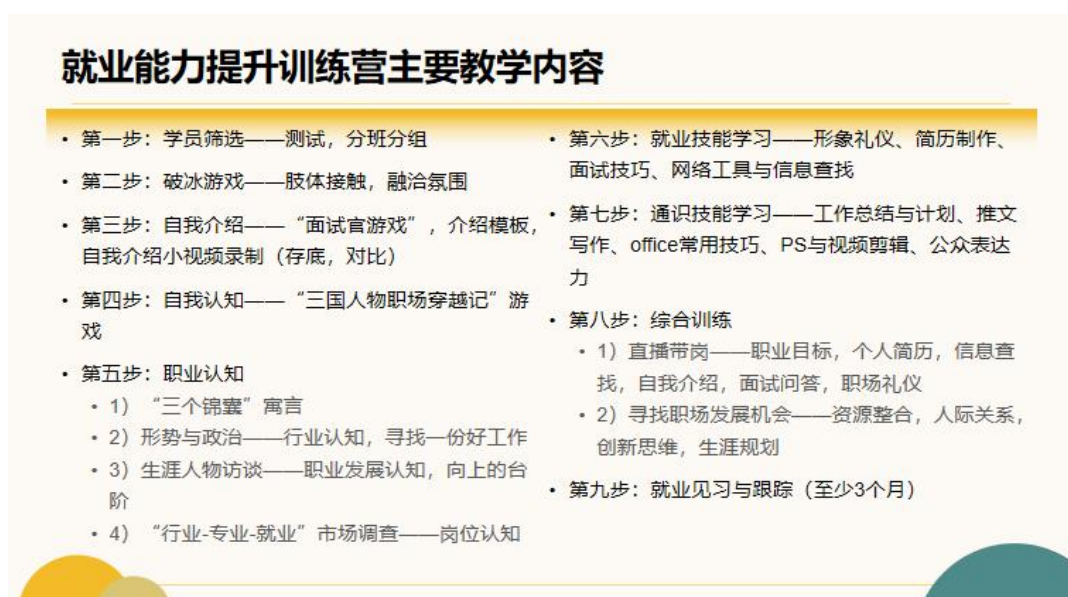 就业能力提升训练营主要教学内容
• 第一步：学员筛选——测试，分班分组
• 第二步：破冰游戏——肢体接触，融洽氛围
• 第三步：自我介绍——“面试官游戏”，介绍模板，
自我介绍小视频录制（存底，对比）
• 第四步：自我认知——“三国人物职场穿越记”游
戏
• 第五步：职业认知
• 1）“三个锦囊”寓言
• 2）形势与政治——行业认知，寻找一份好工作
• 3）生涯人物访谈——职业发展认知，向上的台
阶
• 4）“行业-专业-就业”市场调查——岗位认知
• 第六步：就业技能学习——形象礼仪、简历制作、
面试技巧、网络工具与信息查找
• 第七步：通识技能学习——工作总结与计划、推文
写作、office常用技巧、PS与视频剪辑、公众表达
力
• 第八步：综合训练
• 1）直播带岗——职业目标，个人简历，信息查
找，自我介绍，面试问答，职场礼仪
• 2）寻找职场发展机会——资源整合，人际关系，
创新思维，生涯规划
• 第九步：就业见习与跟踪（至少3个月）